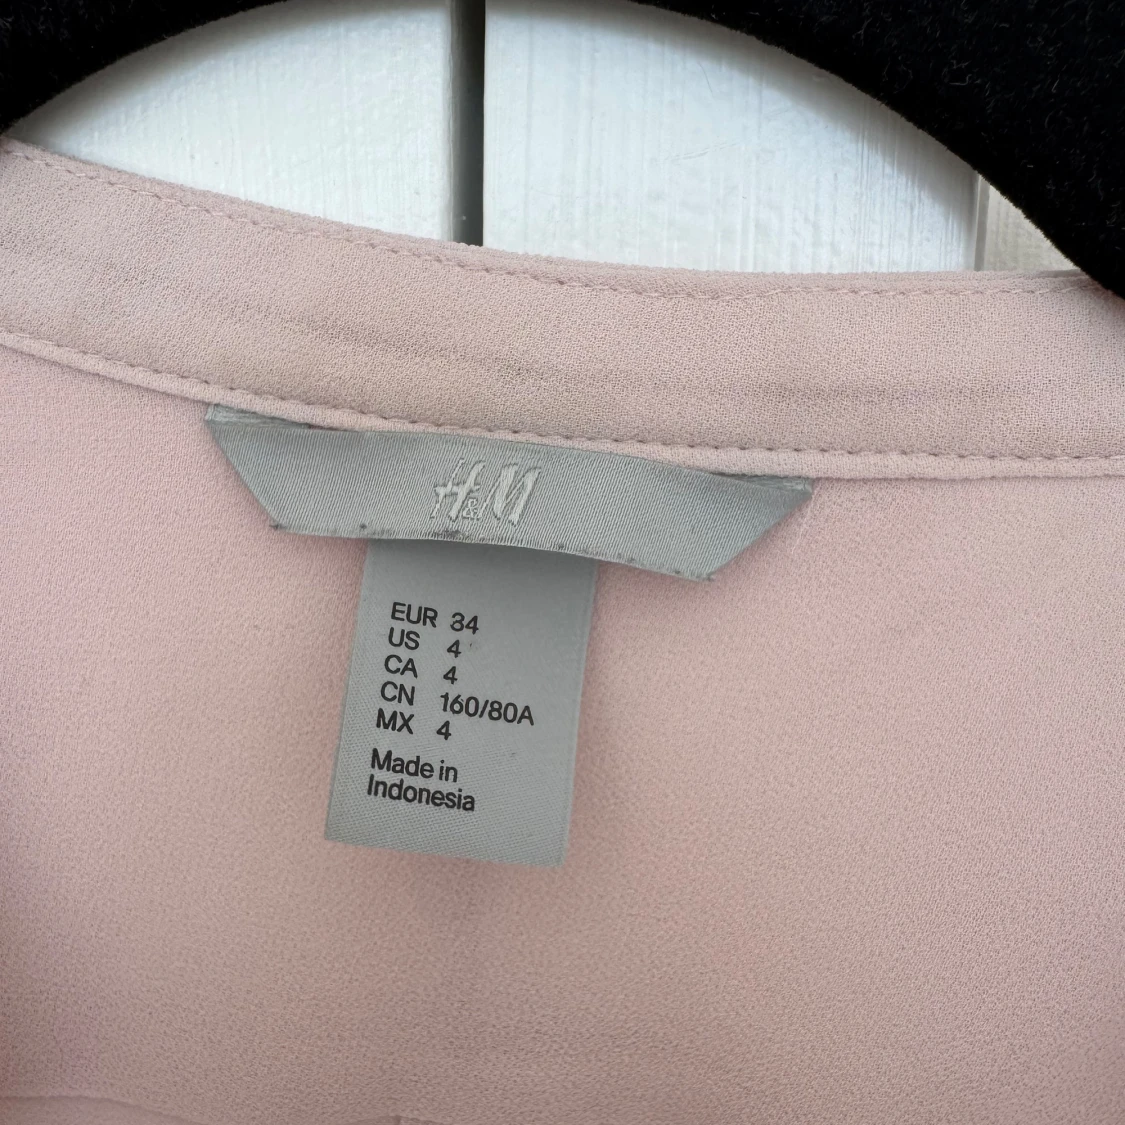 H&M
EUR 34
US 4
CA 4
CN 160/80A
MX 4
Made in
Indonesia